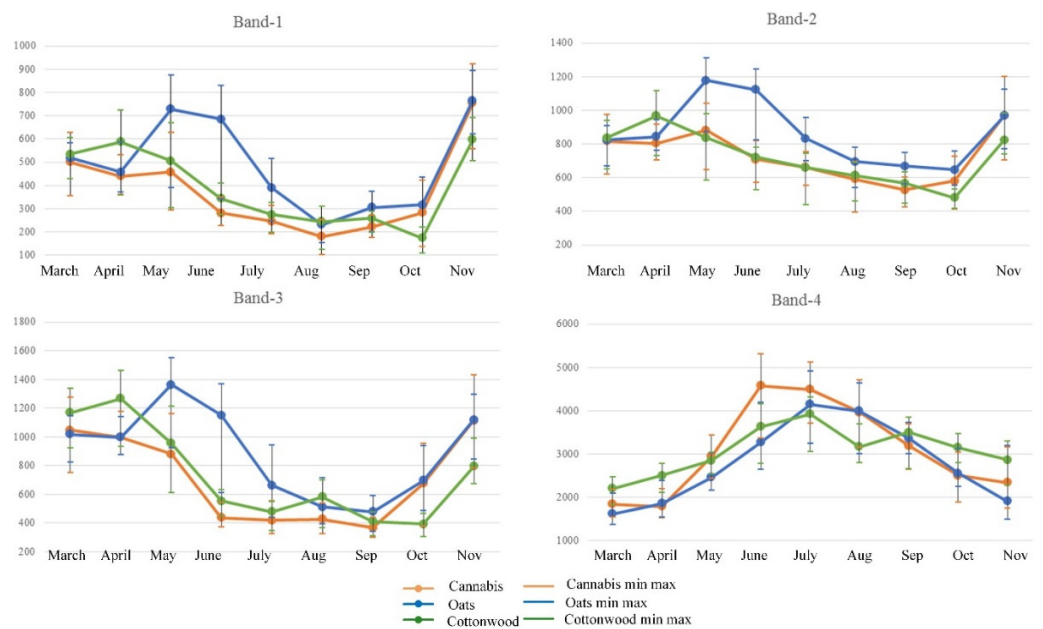 Band-1
1000
900
800
700
600
500
400
300
200
100
March April May June July Aug Sep Oct Nov
Band-2
1400
1200
1000
800
600
400
200
March April May June July Aug Sep Oct Nov
Band-3
1800
1600
1400
1200
1000
800
600
400
200
March April May June July Aug Sep Oct Nov
Band-4
6000
5000
4000
3000
2000
1000
March April May June July Aug Sep Oct Nov
Cannabis Cannabis min max
Oats Oats min max
Cottonwood Cottonwood min max